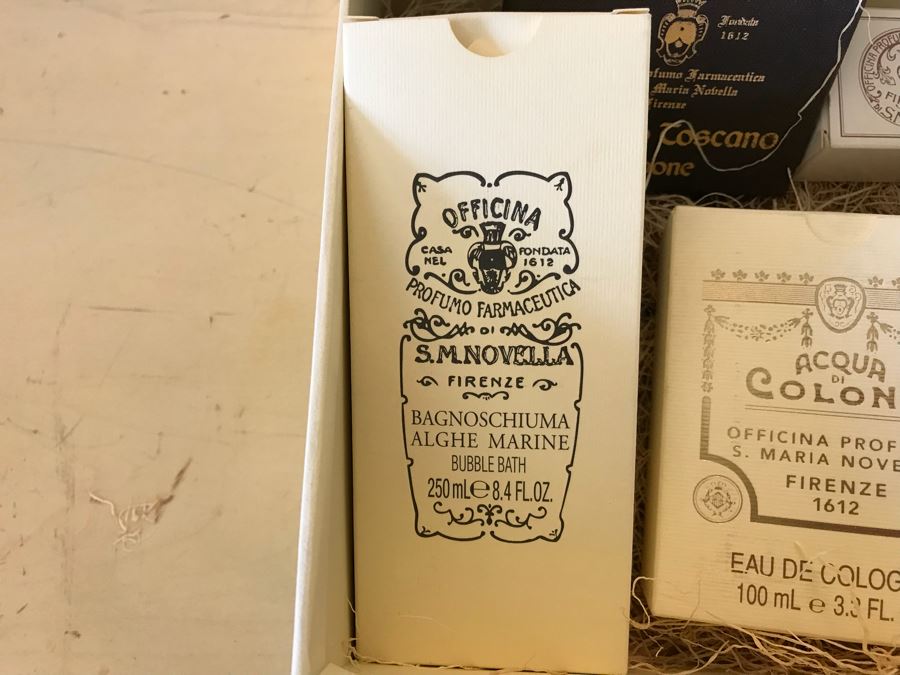 OFFICINA
CASA FONDATA
NEL 1612
PROFUMO FARMACEUTICA
DI
S.M.NOVELLA
FIRENZE
BAGNOSCHIUMA
ALGHE MARINE
BUBBLE BATH
250 mL e 8.4 FL.OZ.
Fondata
1612
Farmaceutica
Maria Novella
Firenze
Toscano
OFFICINA
ACQUA
DI
COLON
OFFICINA PROF
S. MARIA NOVE
FIRENZE
1612
EAU DE COLOG
100 mL e 3.3 FL.